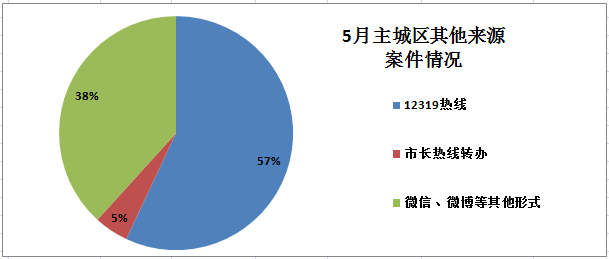 5月主城区其他来源
案件情况
38%
57%
5%
12319热线
市长热线转办
微信、微博等其他形式